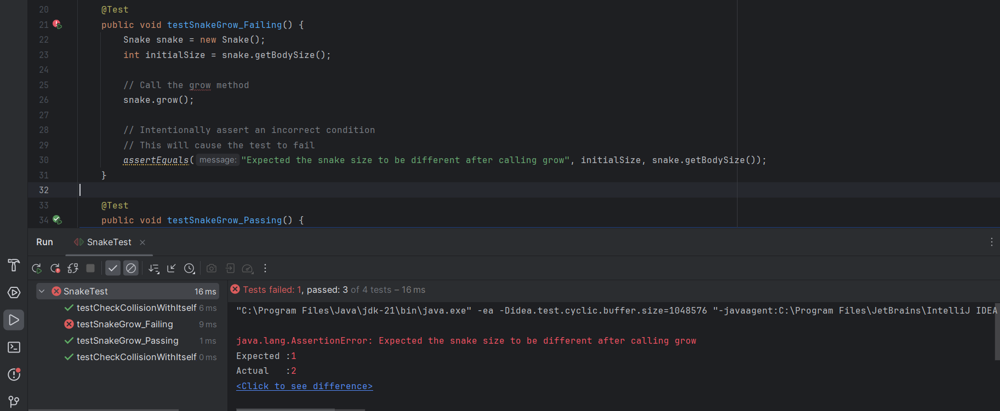 20 @Test
21 public void testSnakeGrow_Failing() {
22 Snake snake = new Snake();
23 int initialSize = snake.getBodySize();
24
25 // Call the grow method
26 snake.grow();
27
28 // Intentionally assert an incorrect condition
29 // This will cause the test to fail
30 assertEquals( message: "Expected the snake size to be different after calling grow", initialSize, snake.getBodySize());
31 }
32
33 @Test
34 public void testSnakeGrow_Passing() {
Run SnakeTest
SnakeTest 16 ms
testCheckCollisionWithItself 6 ms
testSnakeGrow_Failing 9 ms
testSnakeGrow_Passing 1 ms
testCheckCollisionWithItself 0 ms
Tests failed: 1, passed: 3 of 4 tests – 16 ms
"C:\Program Files\Java\jdk-21\bin\java.exe" -ea -Didea.test.cyclic.buffer.size=1048576 "-javaagent:C:\Program Files\JetBrains\IntelliJ IDEA
java.lang.AssertionError: Expected the snake size to be different after calling grow
Expected :1
Actual   :2
<Click to see difference>